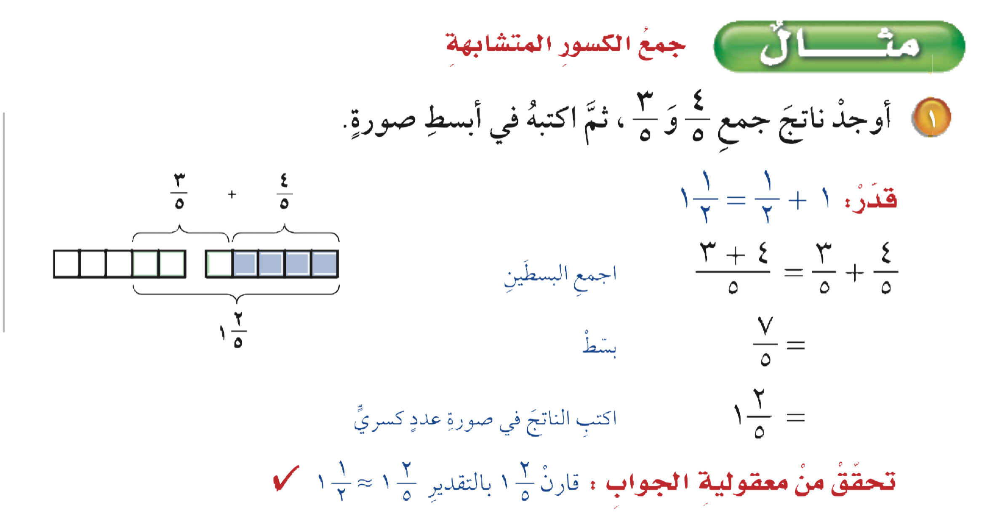 مثـــالٌ جمعُ الكسورِ المتشابهةِ
١ أوجدْ ناتجَ جمعِ ٤/٥ وَ ٣/٥ ، ثمَّ اكتبهُ في أبسطِ صورةٍ.
قدّرْ: ١ + ١/٢ = ١ ١/٢
٤/٥ + ٣/٥
٤/٥ + ٣/٥ = (٤ + ٣)/٥ اجمعِ البسطَينِ
= ٧/٥ بسّطْ
١ ٢/٥
= ١ ٢/٥ اكتبِ الناتجَ في صورةِ عددٍ كسريٍّ
تحقّقْ منْ معقوليةِ الجوابِ : قارنْ ١ ٢/٥ بالتقديرِ ١ ٢/٥ ≈ ١ ١/٢ ✓